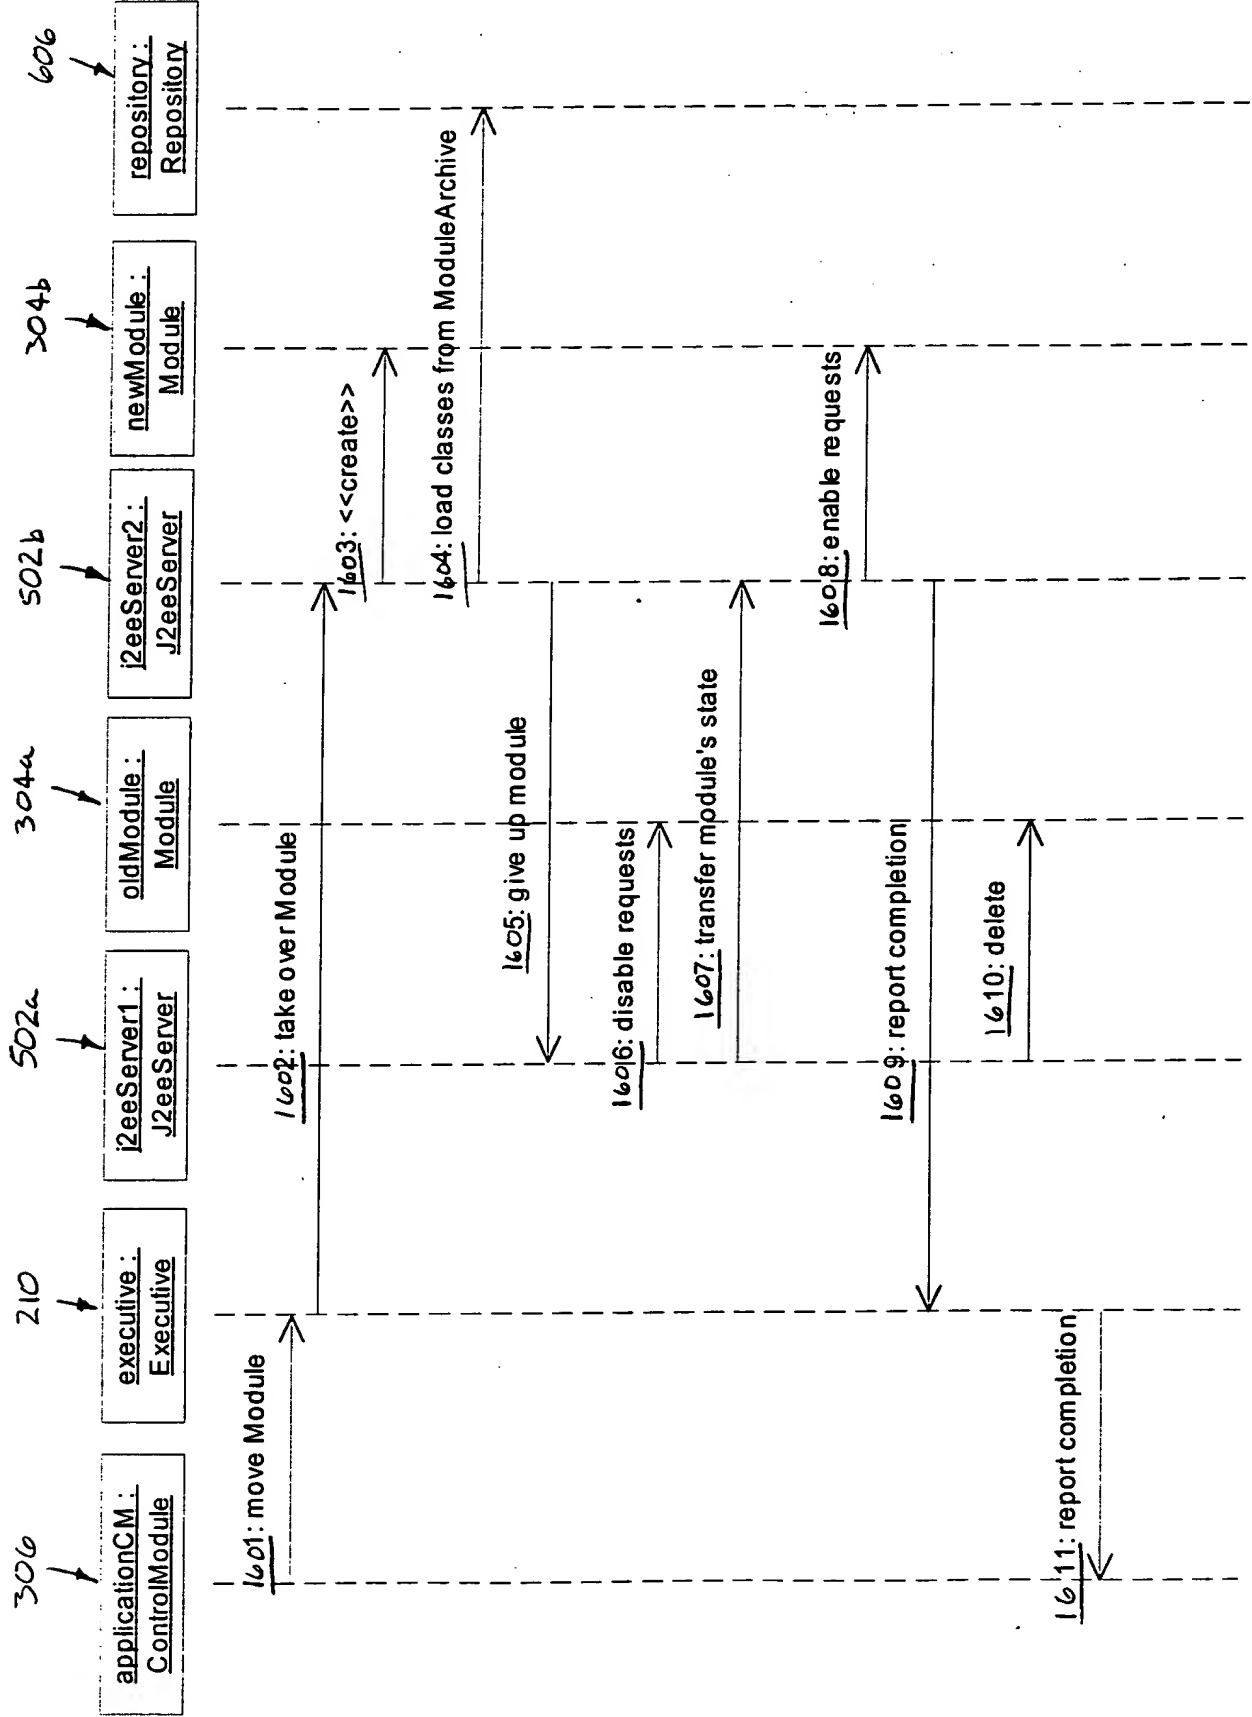 306
210
502a
304a
502b
304b
606
applicationCM :
ControlModule
executive :
Executive
j2eeServer1 :
J2eeServer
oldModule :
Module
j2eeServer2 :
J2eeServer
newModule :
Module
repository :
Repository
1601: move Module
1602: take over Module
1603: <<create>>
1604: load classes from ModuleArchive
1605: give up module
1606: disable requests
1607: transfer module's state
1608: enable requests
1609: report completion
1610: delete
1611: report completion